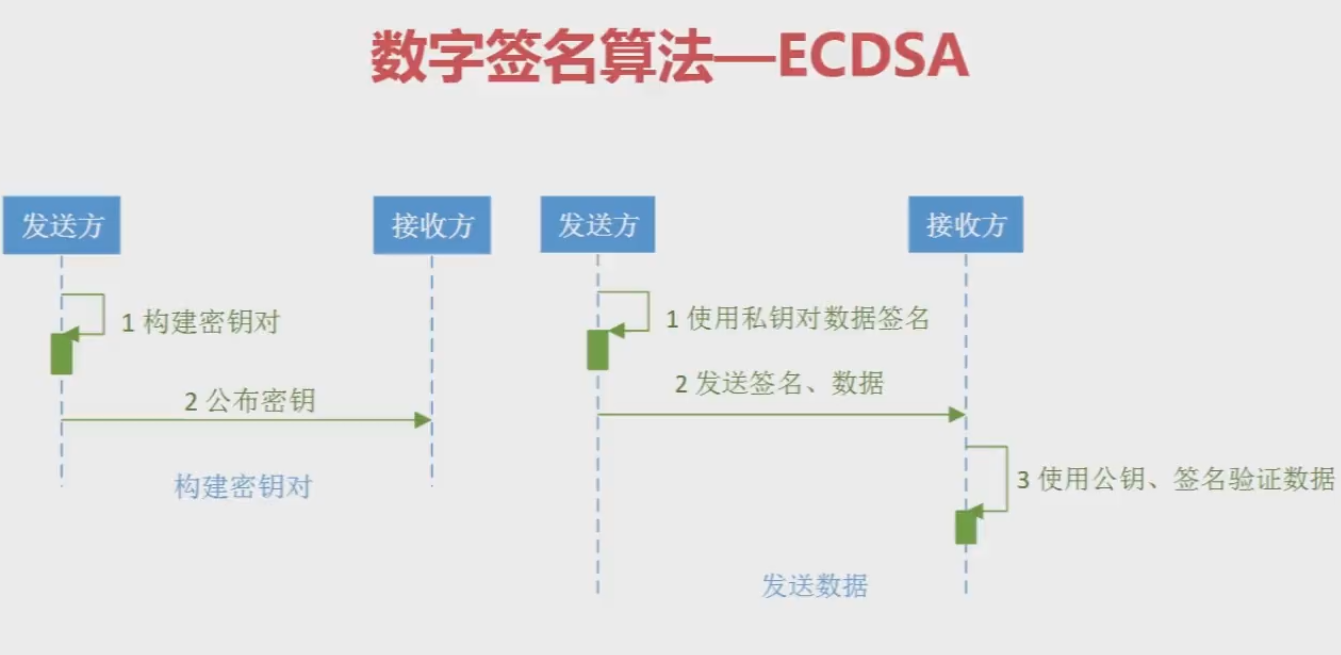 数字签名算法—ECDSA
发送方
接收方
1 构建密钥对
2 公布密钥
构建密钥对
发送方
接收方
1 使用私钥对数据签名
2 发送签名、数据
3 使用公钥、签名验证数据
发送数据